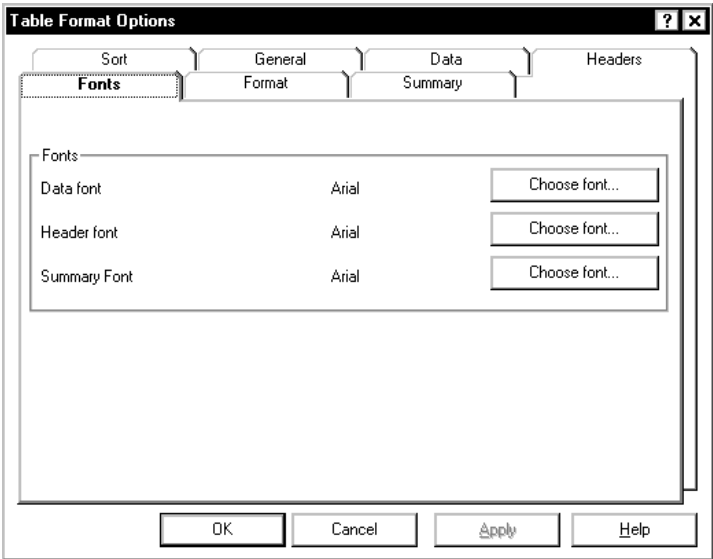 Table Format Options
Sort General Data Headers
Fonts Format Summary
Fonts
Data font Arial Choose font...
Header font Arial Choose font...
Summary Font Arial Choose font...
OK Cancel Apply Help